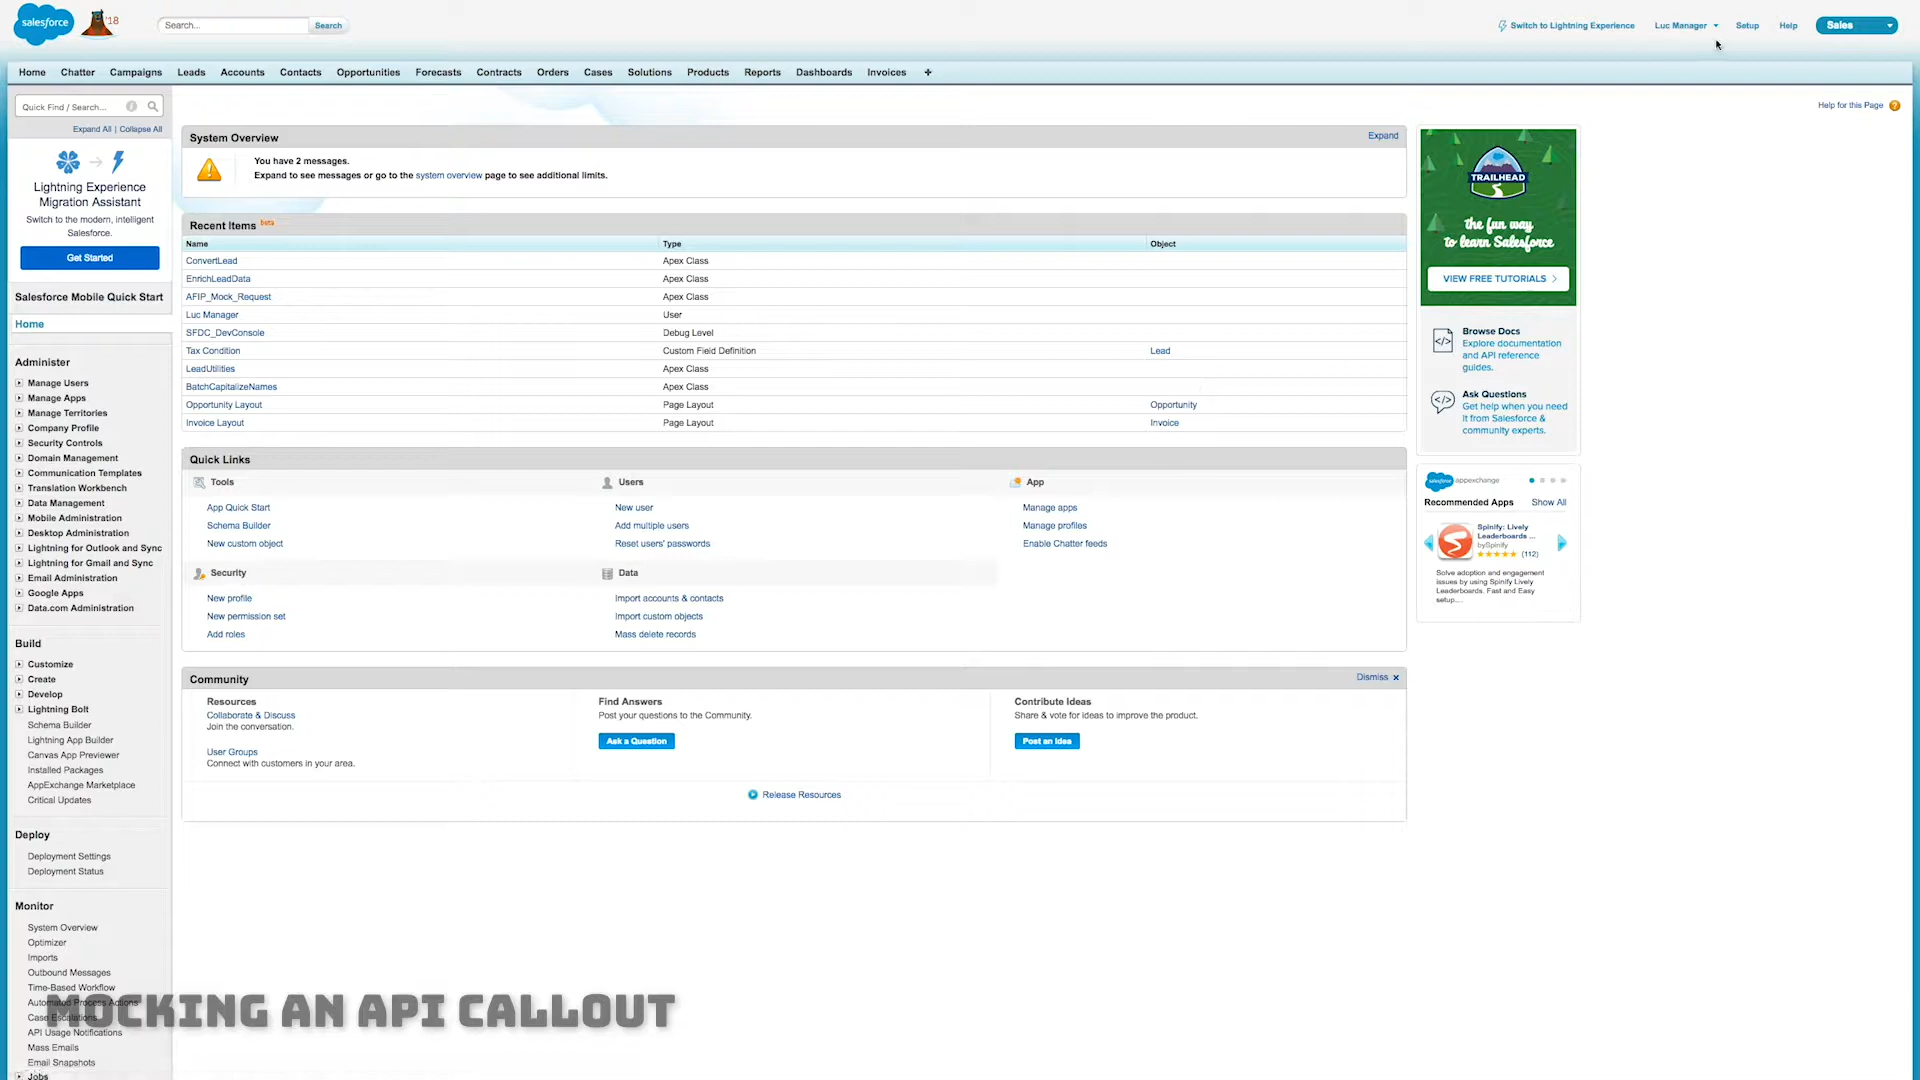 salesforce
'18
Search...
Search
Switch to Lightning Experience
Luc Manager
Setup
Help
Sales
Home
Chatter
Campaigns
Leads
Accounts
Contacts
Opportunities
Forecasts
Contracts
Orders
Cases
Solutions
Products
Reports
Dashboards
Invoices
+
Quick Find / Search...
Expand All | Collapse All
Lightning Experience
Migration Assistant
Switch to the modern, intelligent
Salesforce.
Get Started
Salesforce Mobile Quick Start
Home
Administer
Manage Users
Manage Apps
Manage Territories
Company Profile
Security Controls
Domain Management
Communication Templates
Translation Workbench
Data Management
Mobile Administration
Desktop Administration
Lightning for Outlook and Sync
Lightning for Gmail and Sync
Email Administration
Google Apps
Data.com Administration
Build
Customize
Create
Develop
Lightning Bolt
Schema Builder
Lightning App Builder
Canvas App Previewer
Installed Packages
AppExchange Marketplace
Critical Updates
Deploy
Deployment Settings
Deployment Status
Monitor
System Overview
Optimizer
Imports
Outbound Messages
Time-Based Workflow
Automated Process Actions
Case Escalations
API Usage Notifications
Mass Emails
Email Snapshots
Jobs
MOCKING AN API CALLOUT
Help for this Page ?
System Overview
Expand
You have 2 messages.
Expand to see messages or go to the system overview page to see additional limits.
Recent Items beta
Name Type Object
ConvertLead Apex Class
EnrichLeadData Apex Class
AFIP_Mock_Request Apex Class
Luc Manager User
SFDC_DevConsole Debug Level
Tax Condition Custom Field Definition Lead
LeadUtilities Apex Class
BatchCapitalizeNames Apex Class
Opportunity Layout Page Layout Opportunity
Invoice Layout Page Layout Invoice
Quick Links
Tools
App Quick Start
Schema Builder
New custom object
Users
New user
Add multiple users
Reset users' passwords
App
Manage apps
Manage profiles
Enable Chatter feeds
Security
New profile
New permission set
Add roles
Data
Import accounts & contacts
Import custom objects
Mass delete records
Community
Dismiss x
Resources
Collaborate & Discuss
Join the conversation.
User Groups
Connect with customers in your area.
Find Answers
Post your questions to the Community.
Ask a Question
Contribute Ideas
Share & vote for ideas to improve the product.
Post an Idea
Release Resources
TRAILHEAD
the fun way
to learn Salesforce
VIEW FREE TUTORIALS >
Browse Docs
Explore documentation
and API reference
guides.
Ask Questions
Get help when you need
it from Salesforce &
community experts.
salesforce appexchange
Recommended Apps Show All
Spinify: Lively
Leaderboards ...
bySpinify
(112)
Solve adoption and engagement
issues by using Spinify Lively
Leaderboards. Fast and Easy
setup....